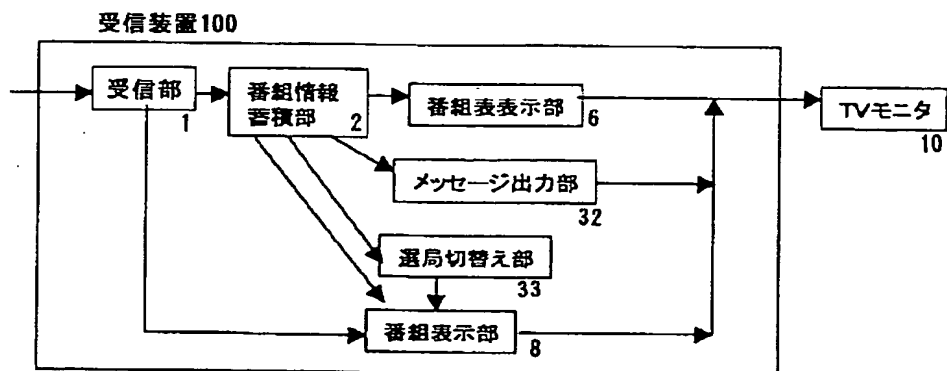 受信装置100
受信部
1
番組情報
蓄積部
2
番組表表示部
6
TVモニタ
10
メッセージ出力部
32
選局切替え部
33
番組表示部
8